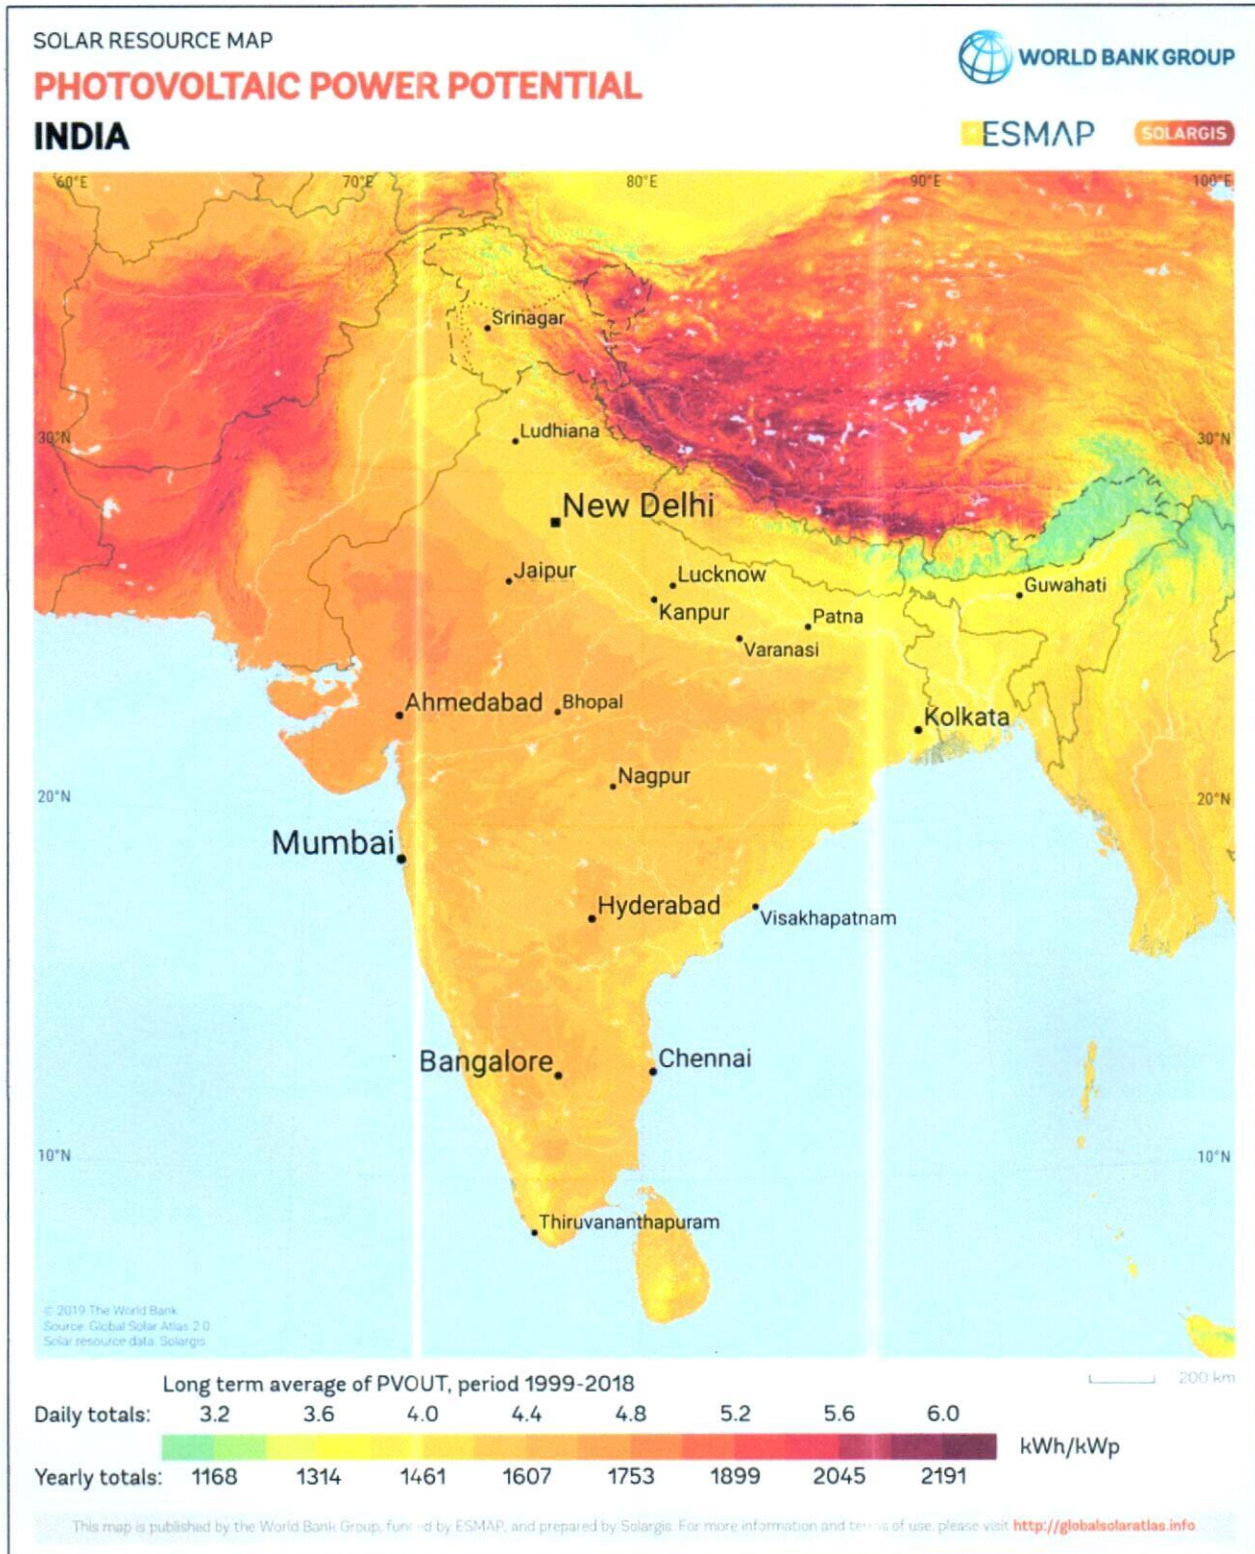 SOLAR RESOURCE MAP
PHOTOVOLTAIC POWER POTENTIAL
INDIA
WORLD BANK GROUP
ESMAP
SOLARGIS
60°E 70°E 80°E 90°E 100°E
Srinagar
30°N 30°N
Ludhiana
New Delhi
Jaipur
Lucknow
Kanpur
Guwahati
Patna
Varanasi
Ahmedabad
Bhopal
Kolkata
Nagpur
20°N 20°N
Mumbai
Hyderabad
Visakhapatnam
Bangalore
Chennai
10°N 10°N
Thiruvananthapuram
© 2019 The World Bank
Source: Global Solar Atlas 2.0
Solar resource data: Solargis
200 km
Long term average of PVOUT, period 1999-2018
Daily totals: 3.2 3.6 4.0 4.4 4.8 5.2 5.6 6.0
kWh/kWp
Yearly totals: 1168 1314 1461 1607 1753 1899 2045 2191
This map is published by the World Bank Group, funded by ESMAP, and prepared by Solargis. For more information and terms of use, please visit http://globalsolaratlas.info.